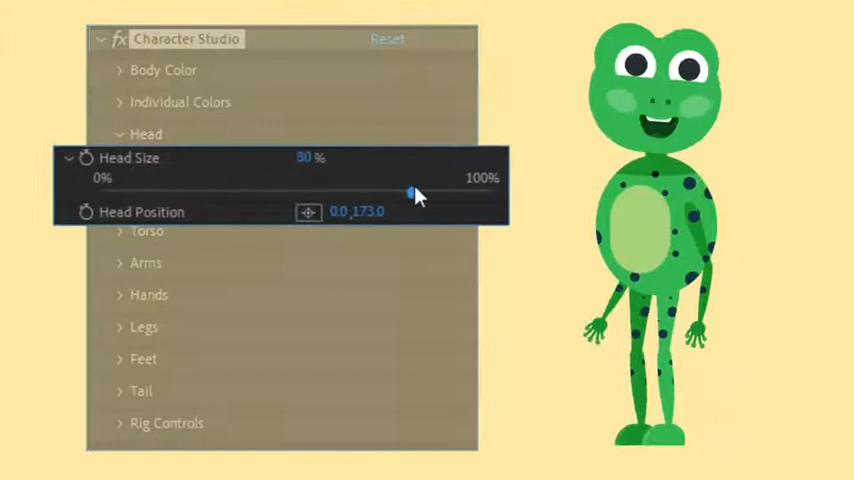 fx Character Studio Reset
Body Color
Individual Colors
Head
Head Size 80 %
0% 100%
Head Position 0.0,173.0
Torso
Arms
Hands
Legs
Feet
Tail
Rig Controls